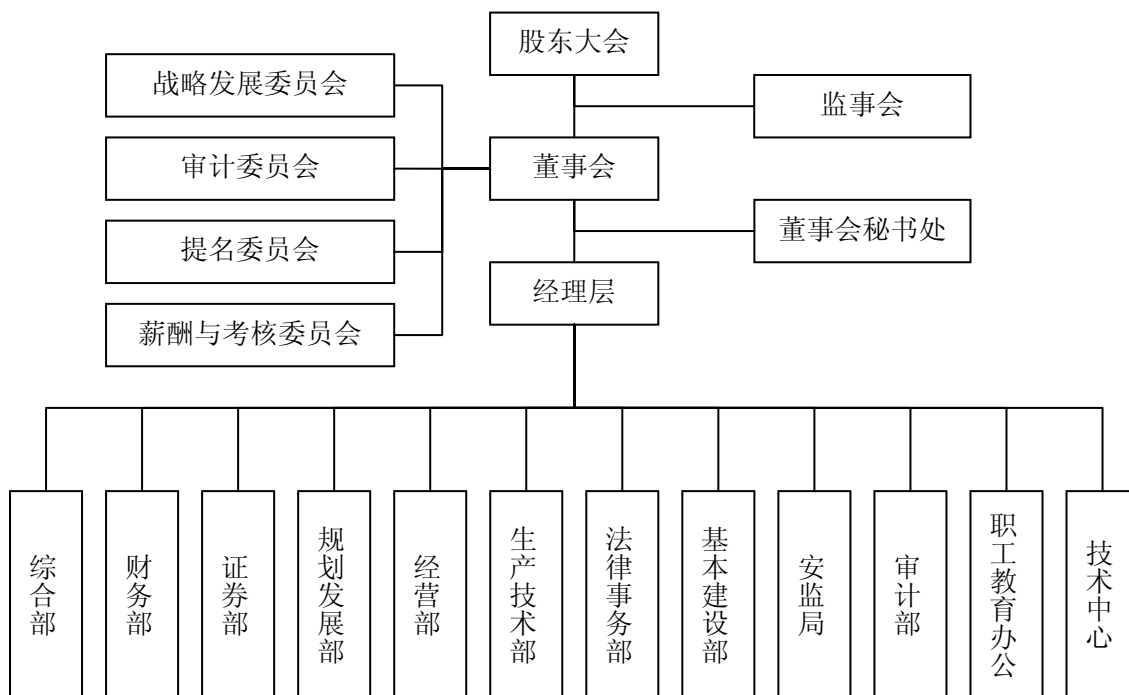 股东大会
战略发展委员会
监事会
审计委员会
董事会
提名委员会
董事会秘书处
经理层
薪酬与考核委员会
综合部
财务部
证券部
规划发展部
经营部
生产技术部
法律事务部
基本建设部
安监局
审计部
职工教育办公
技术中心